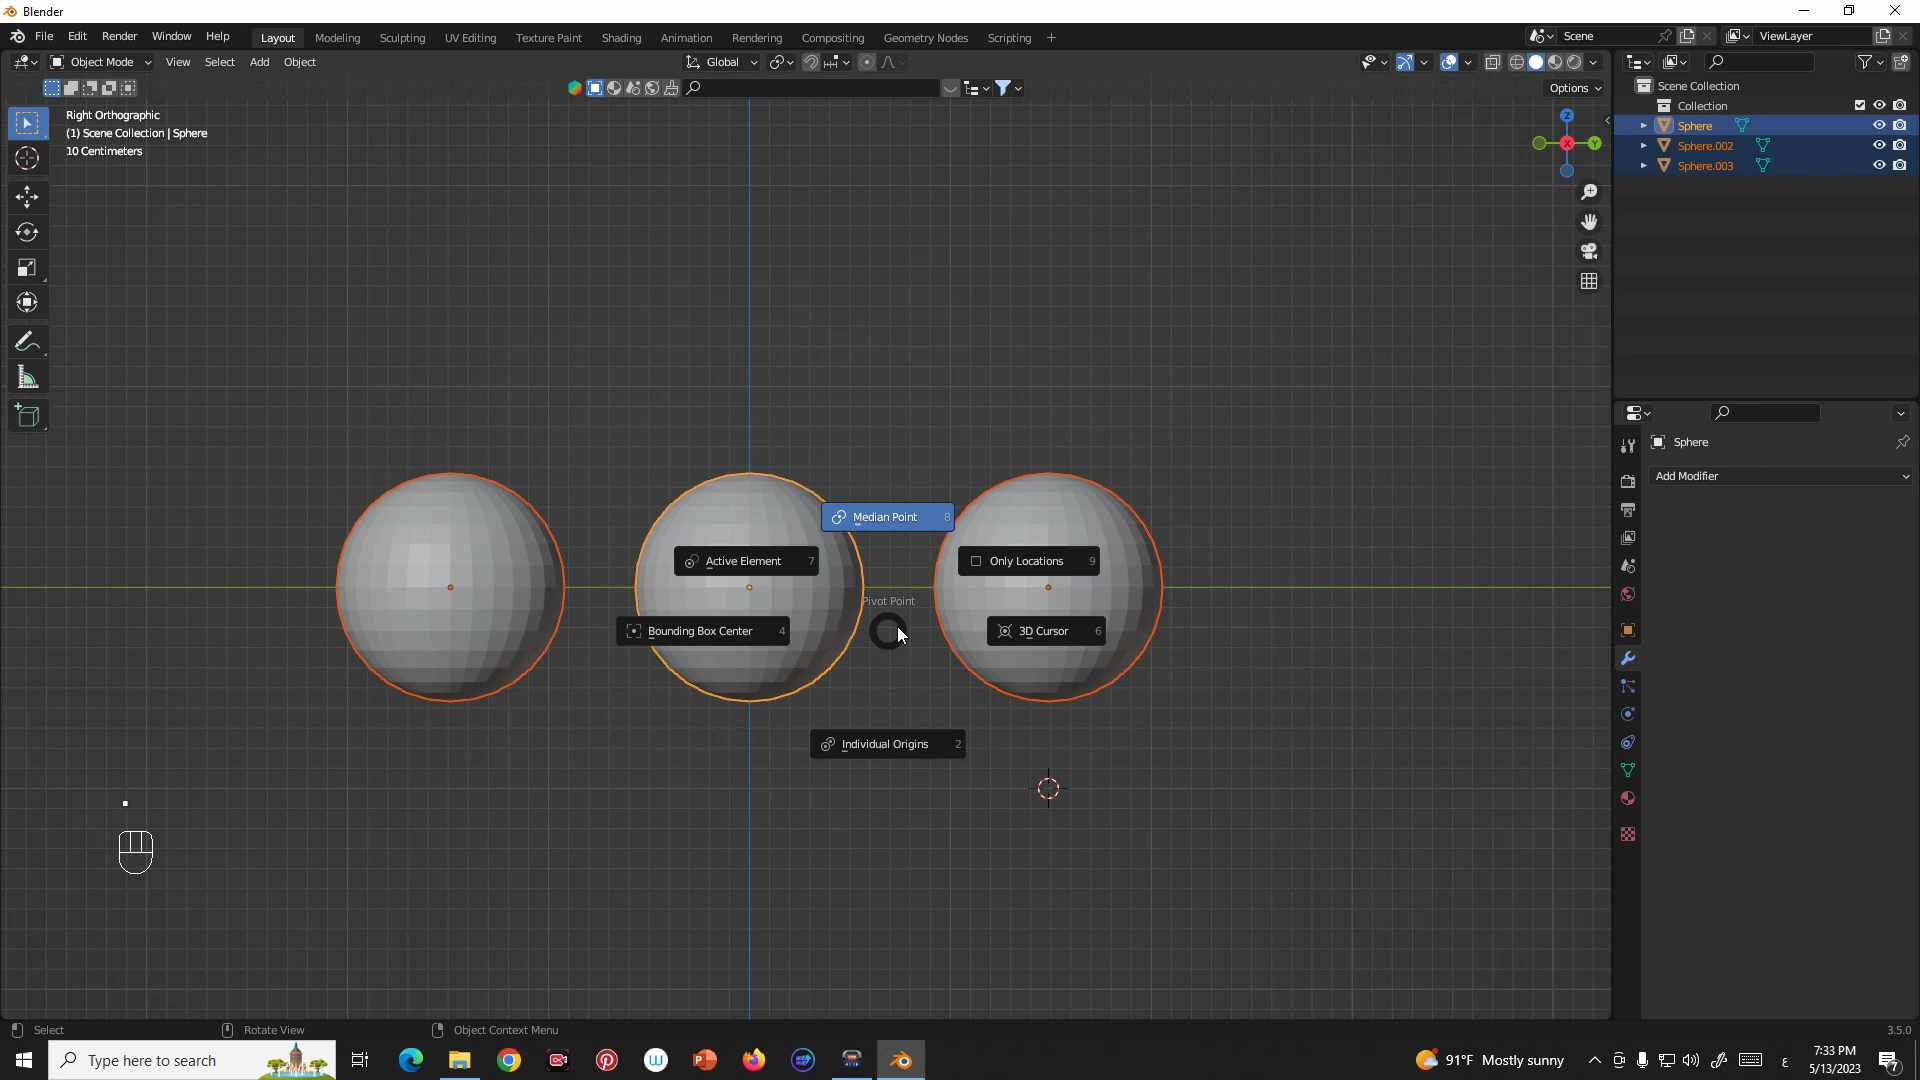 Blender
File Edit Render Window Help Layout Modeling Sculpting UV Editing Texture Paint Shading Animation Rendering Compositing Geometry Nodes Scripting + Scene ViewLayer
Object Mode View Select Add Object Global
Options
Right Orthographic
(1) Scene Collection | Sphere
10 Centimeters
Z
Y
X
Scene Collection
Collection
Sphere
Sphere.002
Sphere.003
Sphere
Add Modifier
Median Point 8
Active Element 7
Only Locations 9
Pivot Point
Bounding Box Center 4
3D Cursor 6
Individual Origins 2
.
Select Rotate View Object Context Menu 3.5.0
Type here to search
91°F Mostly sunny
ع
7:33 PM
5/13/2023
7